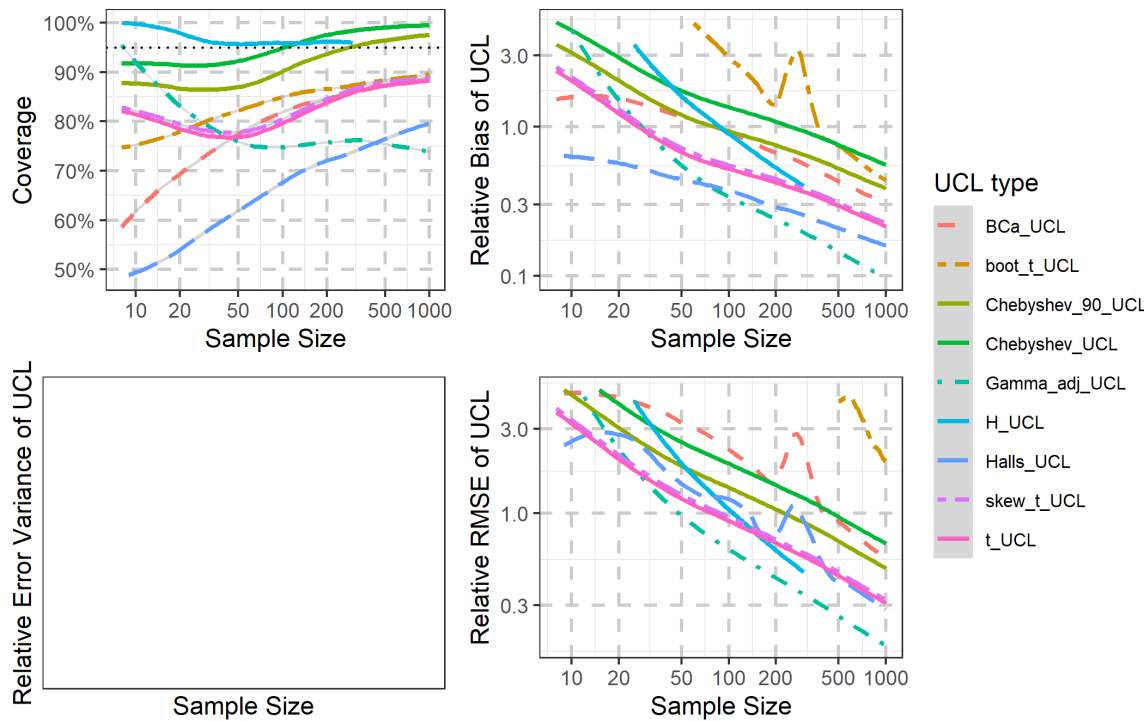 Coverage
100%
90%
80%
70%
60%
50%
10 20 50 100 200 500 1000
Sample Size
Relative Bias of UCL
3.0
1.0
0.3
0.1
10 20 50 100 200 500 1000
Sample Size
Relative Error Variance of UCL
Sample Size
Relative RMSE of UCL
3.0
1.0
0.3
10 20 50 100 200 500 1000
Sample Size
UCL type
BCa_UCL
boot_t_UCL
Chebyshev_90_UCL
Chebyshev_UCL
Gamma_adj_UCL
H_UCL
Halls_UCL
skew_t_UCL
t_UCL